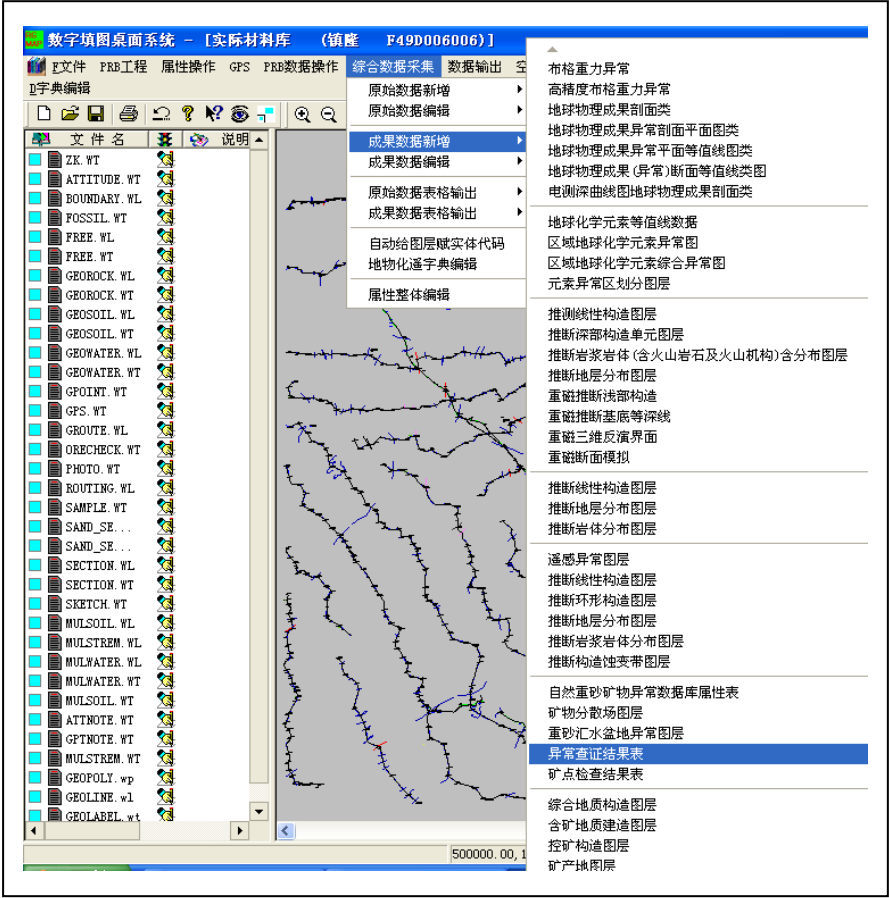 RG MAP 数字填图桌面系统 - [实际材料库 (镇隆 F49D006006)]
F文件 PRB工程 属性操作 GPS PRB数据操作 综合数据采集 数据输出 空
D字典编辑
文件名 说明
ZK.WT
ATTITUDE.WT
BOUNDARY.WL
FOSSIL.WT
FREE.WL
FREE.WT
GEOROCK.WL
GEOROCK.WT
GEOSOIL.WL
GEOSOIL.WT
GEOWATER.WL
GEOWATER.WT
GPOINT.WT
GPS.WT
GROUTE.WL
ORECHECK.WT
PHOTO.WT
ROUTING.WL
SAMPLE.WT
SAND_SE...
SAND_SE...
SECTION.WL
SECTION.WT
SKETCH.WT
MULSOIL.WL
MULSTREM.WL
MULWATER.WL
MULWATER.WT
MULSOIL.WT
ATTNOTE.WT
GPTNOTE.WT
MULSTREM.WT
GEOPOLY.wp
GEOLINE.wl
GEOLABEL.wt
原始数据新增
原始数据编辑
成果数据新增
成果数据编辑
原始数据表格输出
成果数据表格输出
自动给图层赋实体代码
地物化遥字典编辑
属性整体编辑
布格重力异常
高精度布格重力异常
地球物理成果剖面类
地球物理成果异常剖面平面图类
地球物理成果异常平面等值线图类
地球物理成果(异常)断面等值线类图
电测深曲线图地球物理成果剖面类
地球化学元素等值线数据
区域地球化学元素异常图
区域地球化学元素综合异常图
元素异常区划分图层
推测线性构造图层
推断深部构造单元图层
推断岩浆岩体(含火山岩石及火山机构)含分布图层
推断地层分布图层
重磁推断浅部构造
重磁推断基底等深线
重磁三维反演界面
重磁断面模拟
推断线性构造图层
推断地层分布图层
推断岩体分布图层
遥感异常图层
推断线性构造图层
推断环形构造图层
推断地层分布图层
推断岩浆岩体分布图层
推断构造蚀变带图层
自然重砂矿物异常数据库属性表
矿物分散场图层
重砂汇水盆地异常图层
异常查证结果表
矿点检查结果表
综合地质构造图层
含矿地质建造图层
控矿构造图层
矿产地图层
500000.00, 1